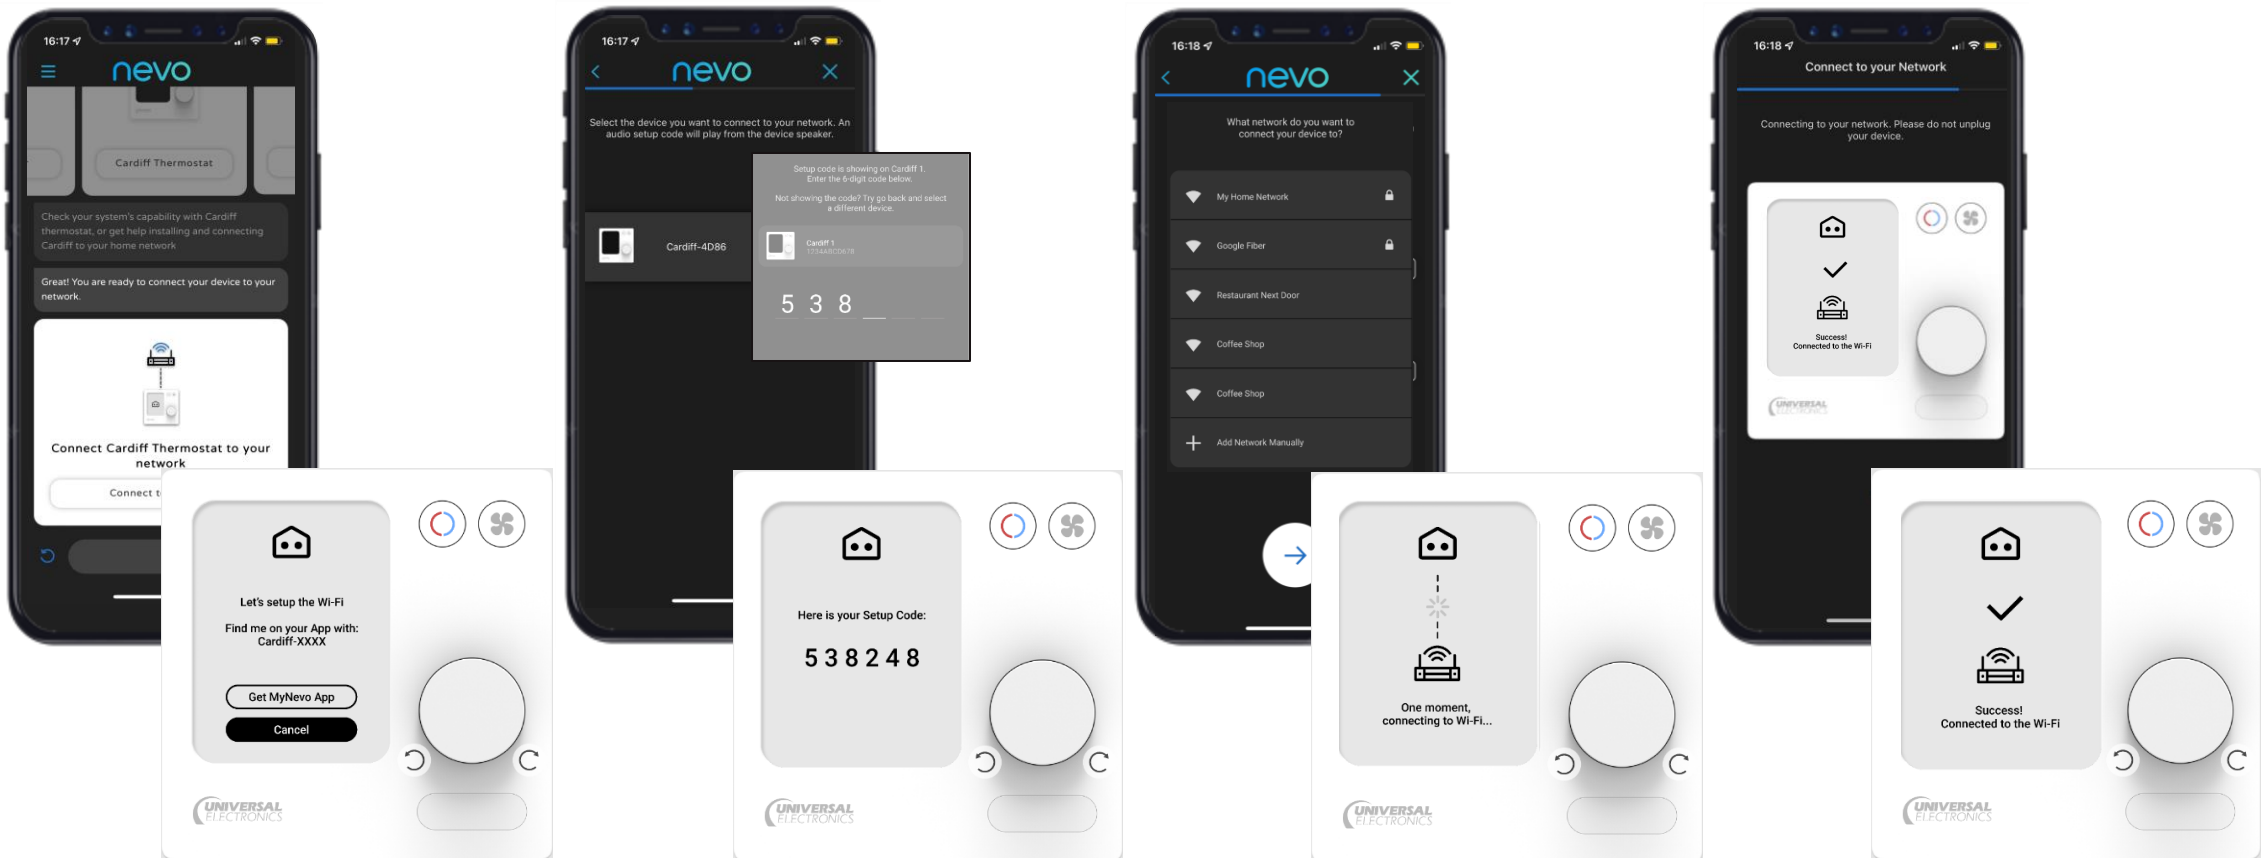 16:17
nevo
Cardiff Thermostat
Check your system's capability with Cardiff
thermostat, or get help installing and connecting
Cardiff to your home network
Great! You are ready to connect your device to your
network.
Connect Cardiff Thermostat to your
network
Connect t
Let's setup the Wi-Fi
Find me on your App with:
Cardiff-XXXX
Get MyNevo App
Cancel
UNIVERSAL
ELECTRONICS
16:17
nevo
Select the device you want to connect to your network. An
audio setup code will play from the device speaker.
Cardiff-4D86
Setup code is showing on Cardiff 1.
Enter the 6-digit code below.
Not showing the code? Try go back and select
a different device.
Cardiff 1
1234ABCD678
5 3 8
Here is your Setup Code:
538248
UNIVERSAL
ELECTRONICS
16:18
nevo
What network do you want to
connect your device to?
My Home Network
Google Fiber
Restaurant Next Door
Coffee Shop
Coffee Shop
Add Network Manually
One moment,
connecting to Wi-Fi...
UNIVERSAL
ELECTRONICS
16:18
Connect to your Network
Connecting to your network. Please do not unplug
your device.
Success!
Connected to the Wi-Fi
UNIVERSAL
ELECTRONICS
Success!
Connected to the Wi-Fi
UNIVERSAL
ELECTRONICS